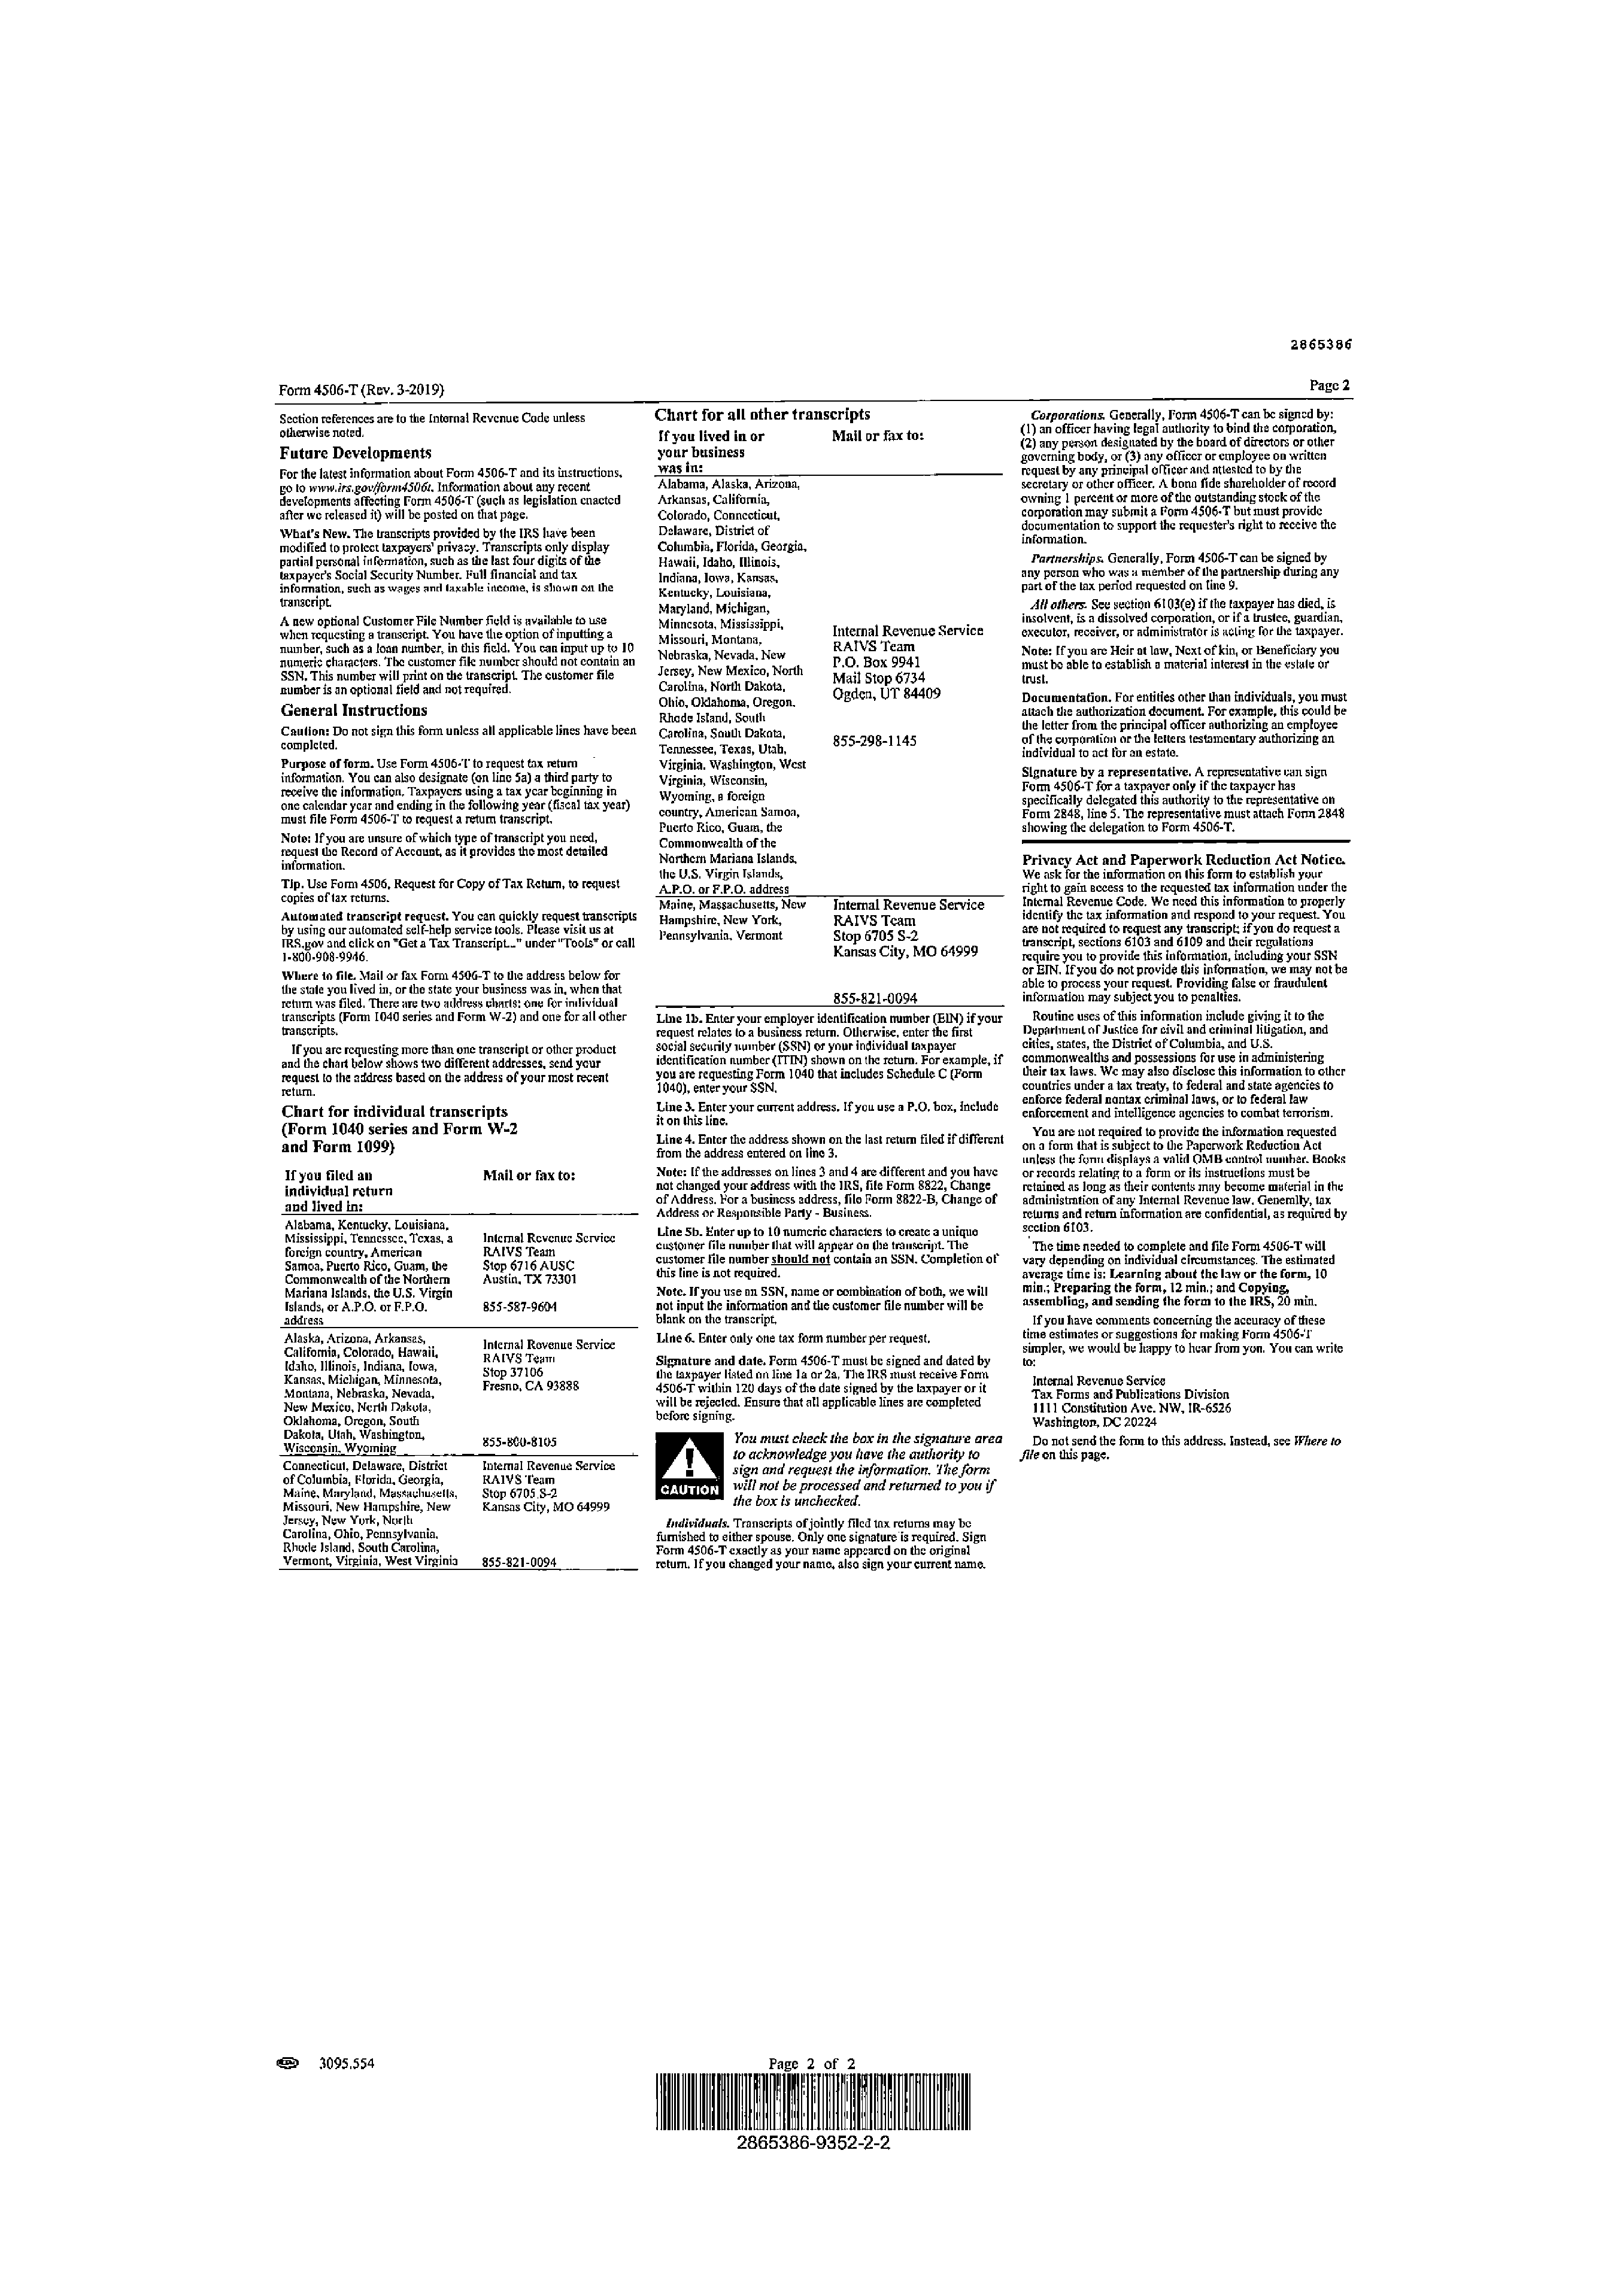 2865386
Form 4506-T (Rev. 3-2019)
Page 2
Section references are to the Internal Revenue Code unless
otherwise noted.
Future Developments
For the latest information about Form 4506-T and its instructions,
go to www.irs.gov/form4506t. Information about any recent
developments affecting Form 4506-T (such as legislation enacted
after we released it) will be posted on that page.
What's New. The transcripts provided by the IRS have been
modified to protect taxpayers' privacy. Transcripts only display
partial personal information, such as the last four digits of the
taxpayer's Social Security Number. Full financial and tax
information, such as wages and taxable income, is shown on the
transcript.
A new optional Customer File Number field is available to use
when requesting a transcript. You have the option of inputting a
number, such as a loan number, in this field. You can input up to 10
numeric characters. The customer file number should not contain an
SSN. This number will print on the transcript. The customer file
number is an optional field and not required.
General Instructions
Caution: Do not sign this form unless all applicable lines have been
completed.
Purpose of form. Use Form 4506-T to request tax return
information. You can also designate (on line 5a) a third party to
receive the information. Taxpayers using a tax year beginning in
one calendar year and ending in the following year (fiscal tax year)
must file Form 4506-T to request a return transcript.
Note: If you are unsure of which type of transcript you need,
request the Record of Account, as it provides the most detailed
information.
Tip. Use Form 4506, Request for Copy of Tax Return, to request
copies of tax returns.
Automated transcript request. You can quickly request transcripts
by using our automated self-help service tools. Please visit us at
IRS.gov and click on "Get a Tax Transcript..." under "Tools" or call
1-800-908-9946.
Where to file. Mail or fax Form 4506-T to the address below for
the state you lived in, or the state your business was in, when that
return was filed. There are two address charts: one for individual
transcripts (Form 1040 series and Form W-2) and one for all other
transcripts.
If you are requesting more than one transcript or other product
and the chart below shows two different addresses, send your
request to the address based on the address of your most recent
return.
Chart for individual transcripts
(Form 1040 series and Form W-2
and Form 1099)
If you filed an
individual return
and lived in:
Mail or fax to:
Alabama, Kentucky, Louisiana,
Mississippi, Tennessee, Texas, a
foreign country, American
Samoa, Puerto Rico, Guam, the
Commonwealth of the Northern
Mariana Islands, the U.S. Virgin
Islands, or A.P.O. or F.P.O.
address
Internal Revenue Service
RAIVS Team
Stop 6716 AUSC
Austin, TX 73301
855-587-9604
Alaska, Arizona, Arkansas,
California, Colorado, Hawaii,
Idaho, Illinois, Indiana, Iowa,
Kansas, Michigan, Minnesota,
Montana, Nebraska, Nevada,
New Mexico, North Dakota,
Oklahoma, Oregon, South
Dakota, Utah, Washington,
Wisconsin, Wyoming
Internal Revenue Service
RAIVS Team
Stop 37106
Fresno, CA 93888
855-800-8105
Connecticut, Delaware, District
of Columbia, Florida, Georgia,
Maine, Maryland, Massachusetts,
Missouri, New Hampshire, New
Jersey, New York, North
Carolina, Ohio, Pennsylvania,
Rhode Island, South Carolina,
Vermont, Virginia, West Virginia
Internal Revenue Service
RAIVS Team
Stop 6705 S-2
Kansas City, MO 64999
855-821-0094
Chart for all other transcripts
If you lived in or
your business
was in:
Mail or fax to:
Alabama, Alaska, Arizona,
Arkansas, California,
Colorado, Connecticut,
Delaware, District of
Columbia, Florida, Georgia,
Hawaii, Idaho, Illinois,
Indiana, Iowa, Kansas,
Kentucky, Louisiana,
Maryland, Michigan,
Minnesota, Mississippi,
Missouri, Montana,
Nebraska, Nevada, New
Jersey, New Mexico, North
Carolina, North Dakota,
Ohio, Oklahoma, Oregon,
Rhode Island, South
Carolina, South Dakota,
Tennessee, Texas, Utah,
Virginia, Washington, West
Virginia, Wisconsin,
Wyoming, a foreign
country, American Samoa,
Puerto Rico, Guam, the
Commonwealth of the
Northern Mariana Islands,
the U.S. Virgin Islands,
A.P.O. or F.P.O. address
Internal Revenue Service
RAIVS Team
P.O. Box 9941
Mail Stop 6734
Ogden, UT 84409
855-298-1145
Maine, Massachusetts, New
Hampshire, New York,
Pennsylvania, Vermont
Internal Revenue Service
RAIVS Team
Stop 6705 S-2
Kansas City, MO 64999
855-821-0094
Line 1b. Enter your employer identification number (EIN) if your
request relates to a business return. Otherwise, enter the first
social security number (SSN) or your individual taxpayer
identification number (ITIN) shown on the return. For example, if
you are requesting Form 1040 that includes Schedule C (Form
1040), enter your SSN.
Line 3. Enter your current address. If you use a P.O. box, include
it on this line.
Line 4. Enter the address shown on the last return filed if different
from the address entered on line 3.
Note: If the addresses on lines 3 and 4 are different and you have
not changed your address with the IRS, file Form 8822, Change
of Address. For a business address, file Form 8822-B, Change of
Address or Responsible Party - Business.
Line 5b. Enter up to 10 numeric characters to create a unique
customer file number that will appear on the transcript. The
customer file number should not contain an SSN. Completion of
this line is not required.
Note. If you use an SSN, name or combination of both, we will
not input the information and the customer file number will be
blank on the transcript.
Line 6. Enter only one tax form number per request.
Signature and date. Form 4506-T must be signed and dated by
the taxpayer listed on line 1a or 2a. The IRS must receive Form
4506-T within 120 days of the date signed by the taxpayer or it
will be rejected. Ensure that all applicable lines are completed
before signing.
CAUTION
You must check the box in the signature area
to acknowledge you have the authority to
sign and request the information. The form
will not be processed and returned to you if
the box is unchecked.
Individuals. Transcripts of jointly filed tax returns may be
furnished to either spouse. Only one signature is required. Sign
Form 4506-T exactly as your name appeared on the original
return. If you changed your name, also sign your current name.
Corporations. Generally, Form 4506-T can be signed by:
(1) an officer having legal authority to bind the corporation,
(2) any person designated by the board of directors or other
governing body, or (3) any officer or employee on written
request by any principal officer and attested to by the
secretary or other officer. A bona fide shareholder of record
owning 1 percent or more of the outstanding stock of the
corporation may submit a Form 4506-T but must provide
documentation to support the requester's right to receive the
information.
Partnerships. Generally, Form 4506-T can be signed by
any person who was a member of the partnership during any
part of the tax period requested on line 9.
All others. See section 6103(e) if the taxpayer has died, is
insolvent, is a dissolved corporation, or if a trustee, guardian,
executor, receiver, or administrator is acting for the taxpayer.
Note: If you are Heir at law, Next of kin, or Beneficiary you
must be able to establish a material interest in the estate or
trust.
Documentation. For entities other than individuals, you must
attach the authorization document. For example, this could be
the letter from the principal officer authorizing an employee
of the corporation or the letters testamentary authorizing an
individual to act for an estate.
Signature by a representative. A representative can sign
Form 4506-T for a taxpayer only if the taxpayer has
specifically delegated this authority to the representative on
Form 2848, line 5. The representative must attach Form 2848
showing the delegation to Form 4506-T.
Privacy Act and Paperwork Reduction Act Notice.
We ask for the information on this form to establish your
right to gain access to the requested tax information under the
Internal Revenue Code. We need this information to properly
identify the tax information and respond to your request. You
are not required to request any transcript; if you do request a
transcript, sections 6103 and 6109 and their regulations
require you to provide this information, including your SSN
or EIN. If you do not provide this information, we may not be
able to process your request. Providing false or fraudulent
information may subject you to penalties.
Routine uses of this information include giving it to the
Department of Justice for civil and criminal litigation, and
cities, states, the District of Columbia, and U.S.
commonwealths and possessions for use in administering
their tax laws. We may also disclose this information to other
countries under a tax treaty, to federal and state agencies to
enforce federal nontax criminal laws, or to federal law
enforcement and intelligence agencies to combat terrorism.
You are not required to provide the information requested
on a form that is subject to the Paperwork Reduction Act
unless the form displays a valid OMB control number. Books
or records relating to a form or its instructions must be
retained as long as their contents may become material in the
administration of any Internal Revenue law. Generally, tax
returns and return information are confidential, as required by
section 6103.
The time needed to complete and file Form 4506-T will
vary depending on individual circumstances. The estimated
average time is: Learning about the law or the form, 10
min.; Preparing the form, 12 min.; and Copying,
assembling, and sending the form to the IRS, 20 min.
If you have comments concerning the accuracy of these
time estimates or suggestions for making Form 4506-T
simpler, we would be happy to hear from you. You can write
to:
Internal Revenue Service
Tax Forms and Publications Division
1111 Constitution Ave. NW, IR-6526
Washington, DC 20224
Do not send the form to this address. Instead, see Where to
file on this page.
3095.554
Page 2 of 2
2865386-9352-2-2